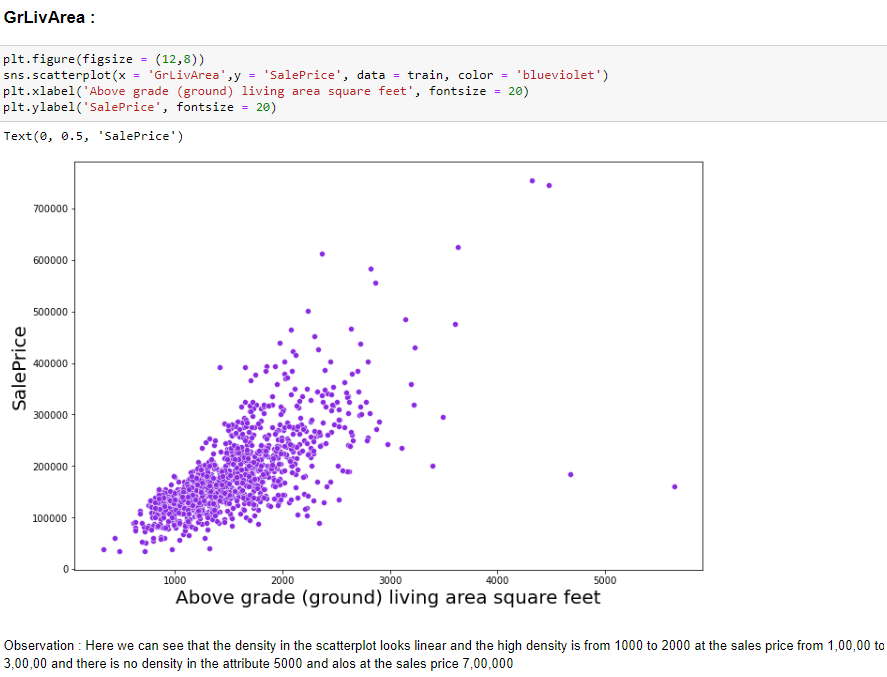 GrLivArea :
plt.figure(figsize = (12,8))
sns.scatterplot(x = 'GrLivArea',y = 'SalePrice', data = train, color = 'blueviolet')
plt.xlabel('Above grade (ground) living area square feet', fontsize = 20)
plt.ylabel('SalePrice', fontsize = 20)
Text(0, 0.5, 'SalePrice')
700000
600000
500000
400000
300000
200000
100000
0
SalePrice
1000 2000 3000 4000 5000
Above grade (ground) living area square feet
Observation : Here we can see that the density in the scatterplot looks linear and the high density is from 1000 to 2000 at the sales price from 1,00,00 to
3,00,00 and there is no density in the attribute 5000 and alos at the sales price 7,00,000